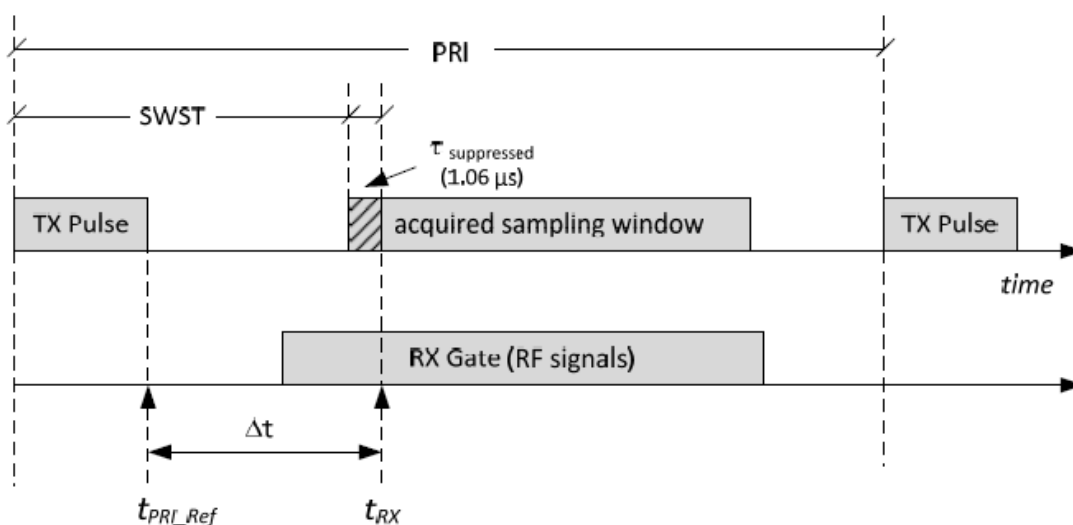 PRI
SWST
τ suppressed
(1.06 µs)
TX Pulse
acquired sampling window
TX Pulse
time
RX Gate (RF signals)
Δt
tPRI_Ref
tRX